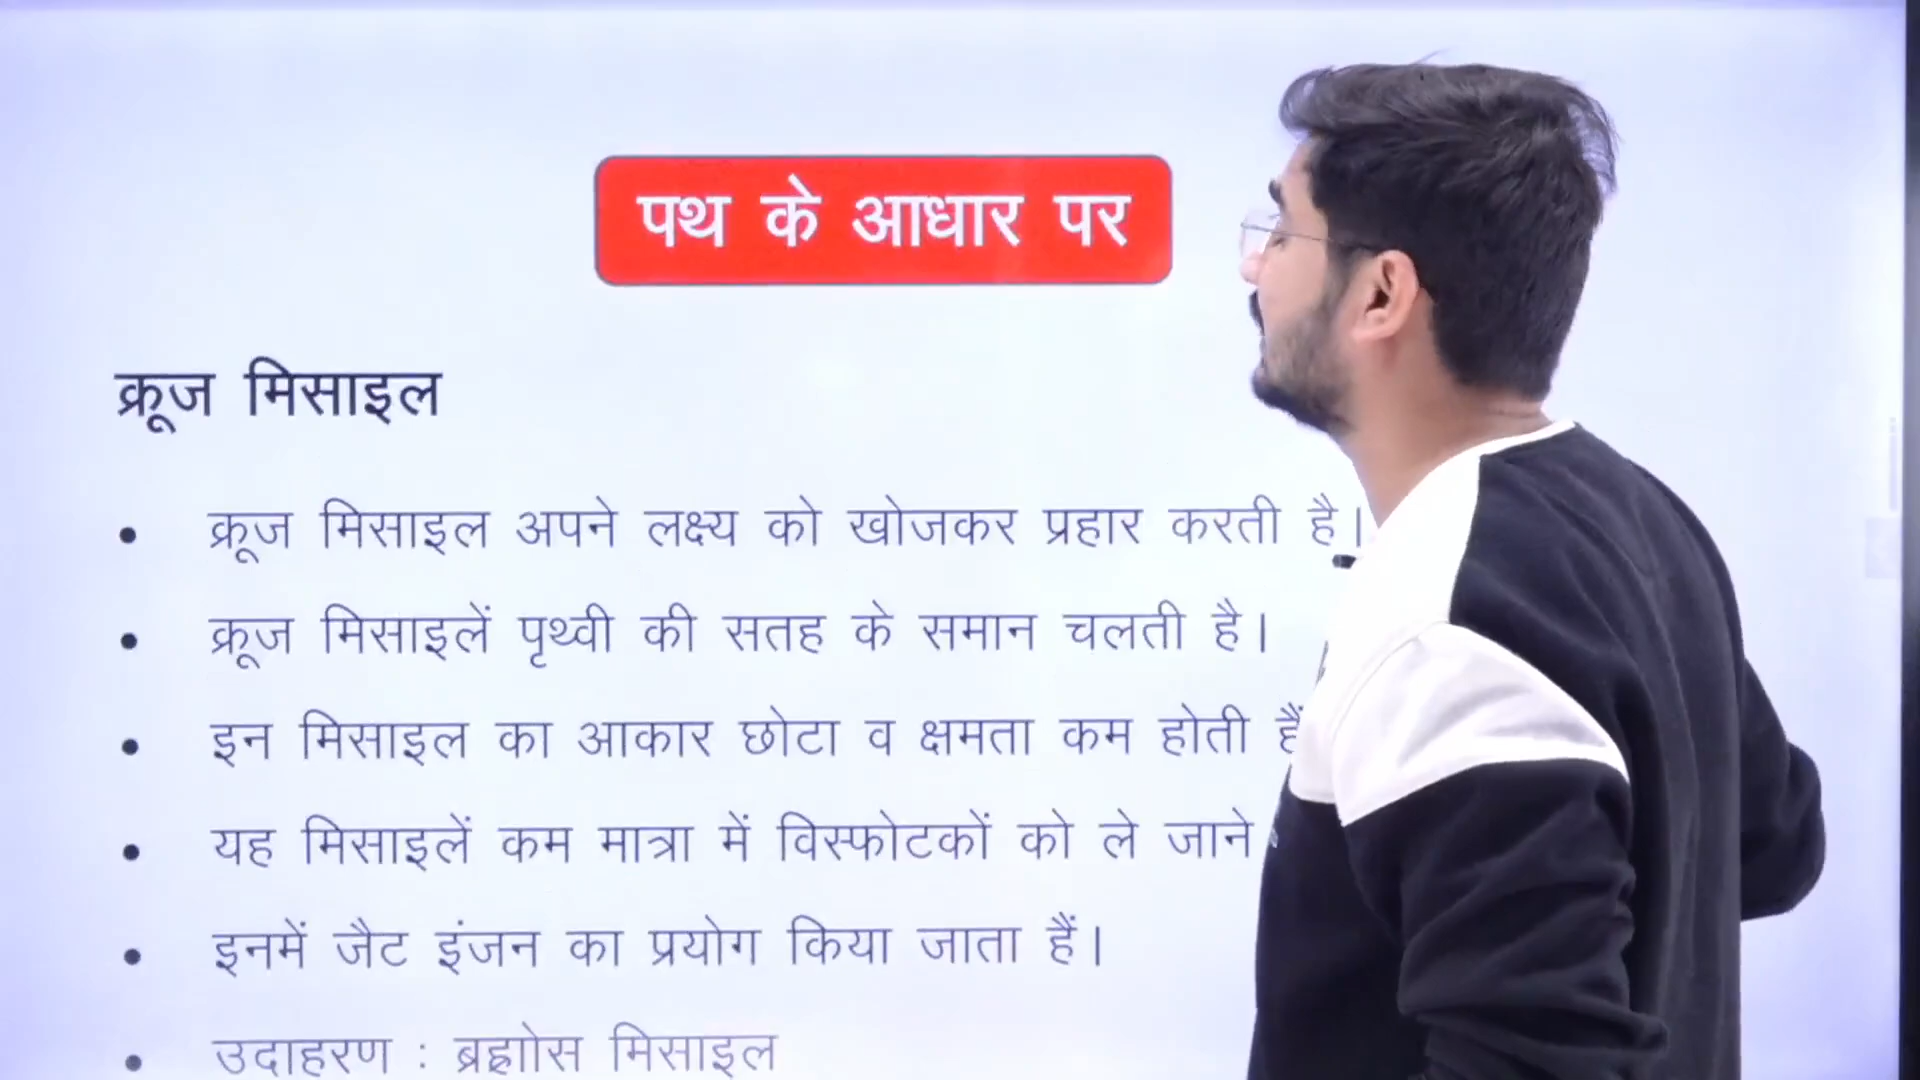 पथ के आधार पर
क्रूज मिसाइल
• क्रूज मिसाइल अपने लक्ष्य को खोजकर प्रहार करती है।
• क्रूज मिसाइलें पृथ्वी की सतह के समान चलती है।
• इन मिसाइल का आकार छोटा व क्षमता कम होती हैं
• यह मिसाइलें कम मात्रा में विस्फोटकों को ले जाने
• इनमें जैट इंजन का प्रयोग किया जाता हैं।
• उदाहरण : ब्रह्मोस मिसाइल